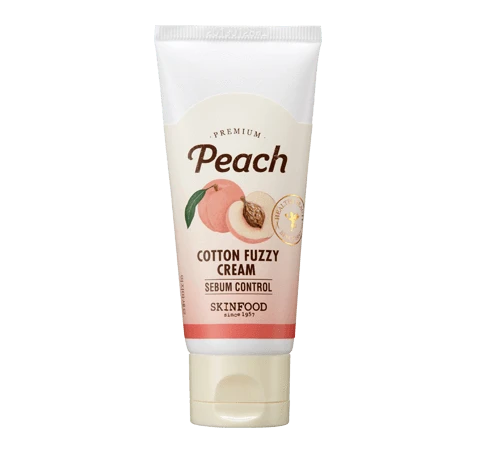 · PREMIUM ·
Peach
COTTON FUZZY
CREAM
SEBUM CONTROL
SKINFOOD
since 1957